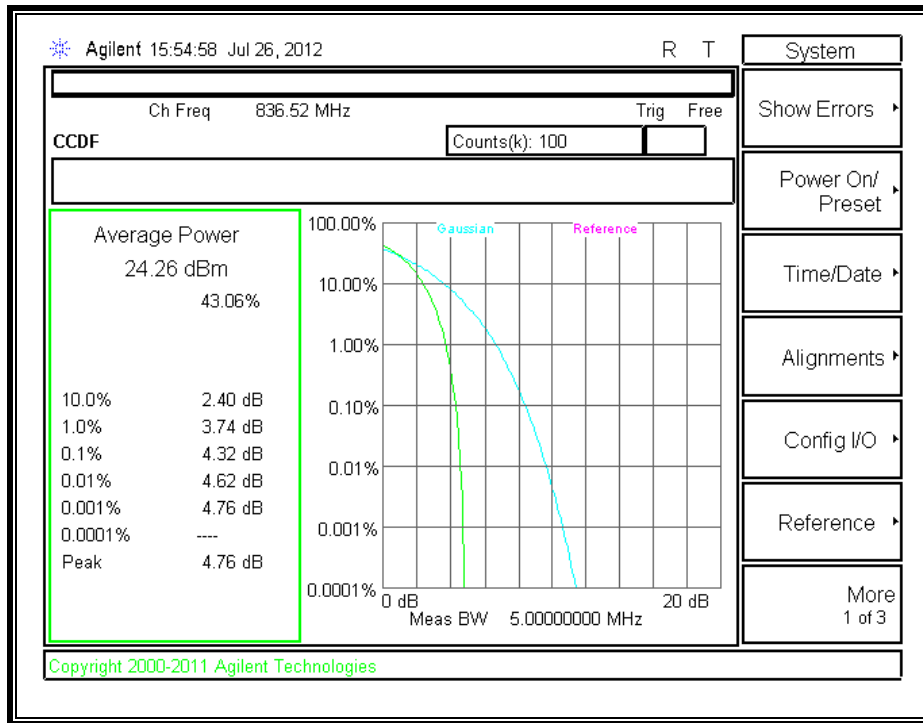 Agilent 15:54:58 Jul 26, 2012 R T
System
Ch Freq 836.52 MHz Trig Free
Show Errors
CCDF Counts(k): 100
Power On/
Preset
Average Power
24.26 dBm
43.06%
10.0% 2.40 dB
1.0% 3.74 dB
0.1% 4.32 dB
0.01% 4.62 dB
0.001% 4.76 dB
0.0001% ----
Peak 4.76 dB
Gaussian Reference
100.00%
10.00%
1.00%
0.10%
0.01%
0.001%
0.0001%
0 dB 20 dB
Meas BW 5.00000000 MHz
Time/Date
Alignments
Config I/O
Reference
More
1 of 3
Copyright 2000-2011 Agilent Technologies